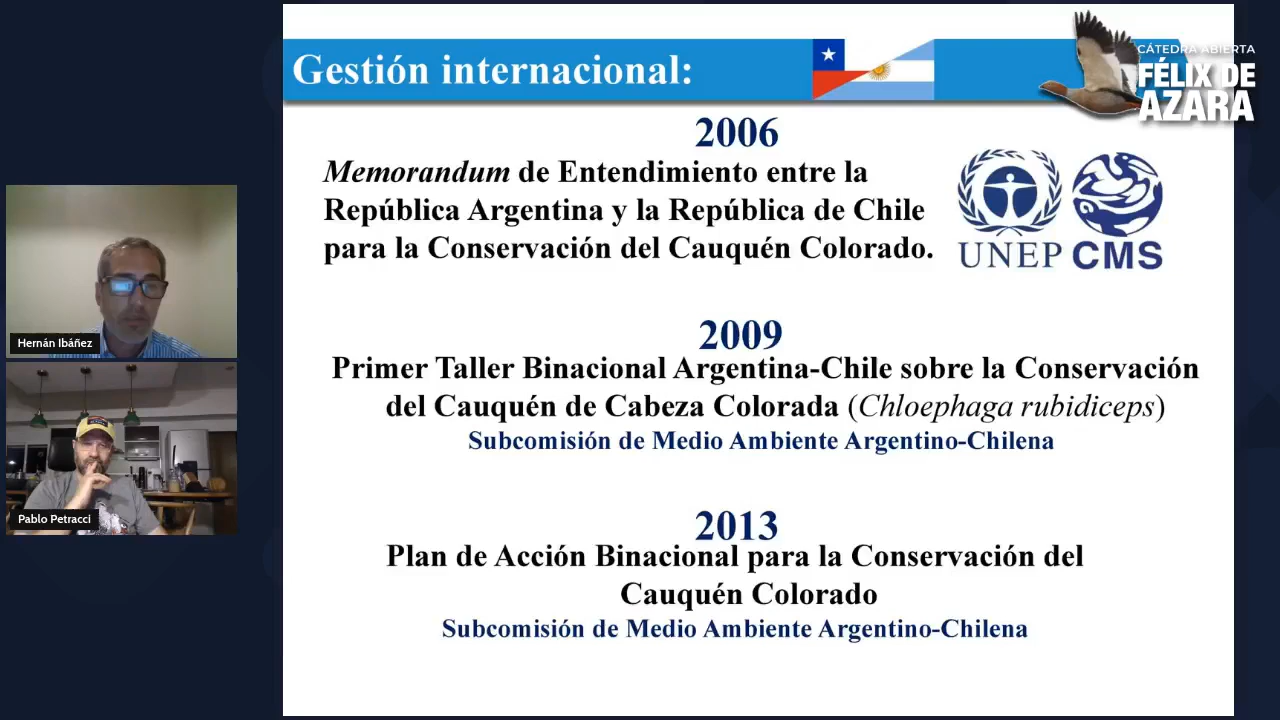 Gestión internacional:
CÁTEDRA ABIERTA
FÉLIX DE
AZARA
2006
Memorandum de Entendimiento entre la
República Argentina y la República de Chile
para la Conservación del Cauquén Colorado.
UNEP CMS
2009
Primer Taller Binacional Argentina-Chile sobre la Conservación
del Cauquén de Cabeza Colorada (Chloephaga rubidiceps)
Subcomisión de Medio Ambiente Argentino-Chilena
2013
Plan de Acción Binacional para la Conservación del
Cauquén Colorado
Subcomisión de Medio Ambiente Argentino-Chilena
Hernán Ibáñez
Pablo Petracci